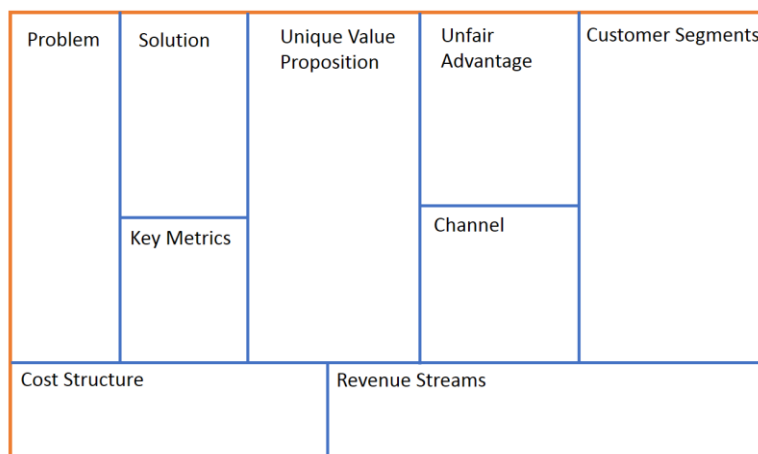 Problem
Solution
Unique Value
Proposition
Unfair
Advantage
Customer Segments
Key Metrics
Channel
Cost Structure
Revenue Streams